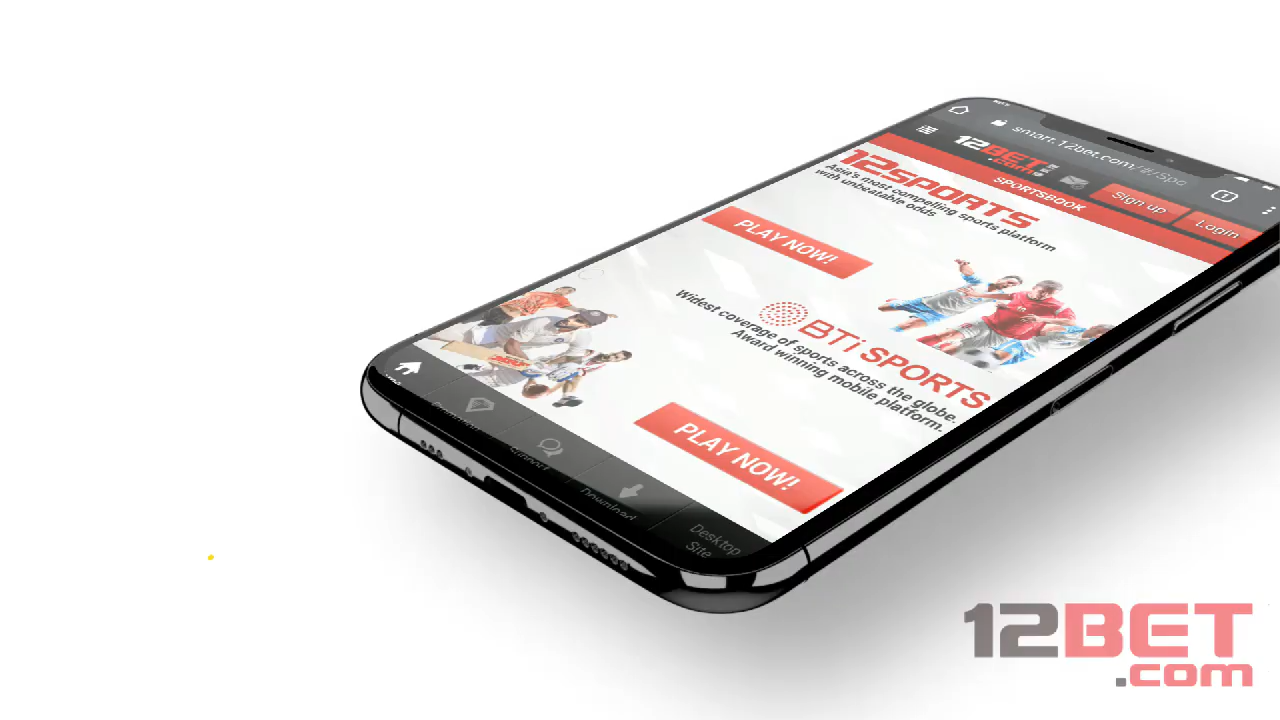 smart.12bet.com/#/Spo
1
12BET
.com
SPORTSBOOK
Sign up
Login
12SPORTS
Asia's most compelling sports platform
with unbeatable odds
PLAY NOW!
BTi SPORTS
Widest coverage of sports across the globe.
Award winning mobile platform.
PLAY NOW!
Download
Desktop
Site
12BET
.com